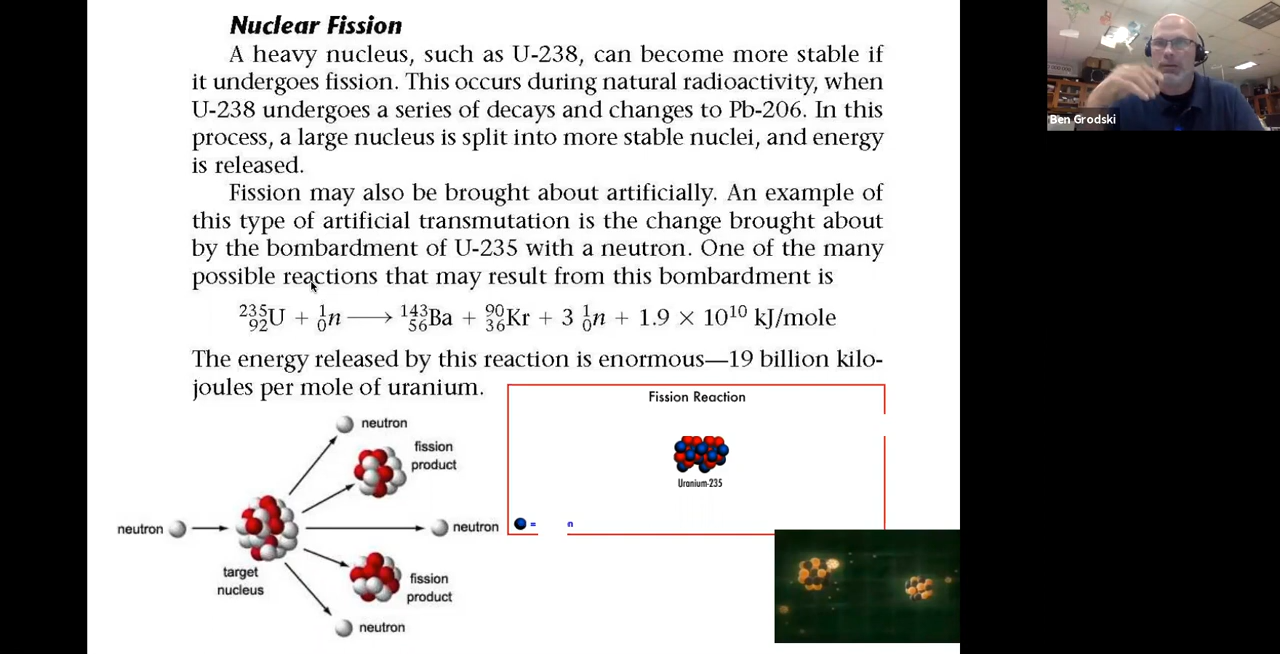 Nuclear Fission
A heavy nucleus, such as U-238, can become more stable if
it undergoes fission. This occurs during natural radioactivity, when
U-238 undergoes a series of decays and changes to Pb-206. In this
process, a large nucleus is split into more stable nuclei, and energy
is released.
Fission may also be brought about artificially. An example of
this type of artificial transmutation is the change brought about
by the bombardment of U-235 with a neutron. One of the many
possible reactions that may result from this bombardment is
²³⁵₉₂U + ¹₀n ⟶ ¹⁴³₅₆Ba + ⁹⁰₃₆Kr + 3 ¹₀n + 1.9 × 10¹⁰ kJ/mole
The energy released by this reaction is enormous—19 billion kilo-
joules per mole of uranium.
Fission Reaction
Uranium-235
= n
neutron
fission
product
neutron
neutron
target
nucleus
fission
product
neutron
Ben Grodski